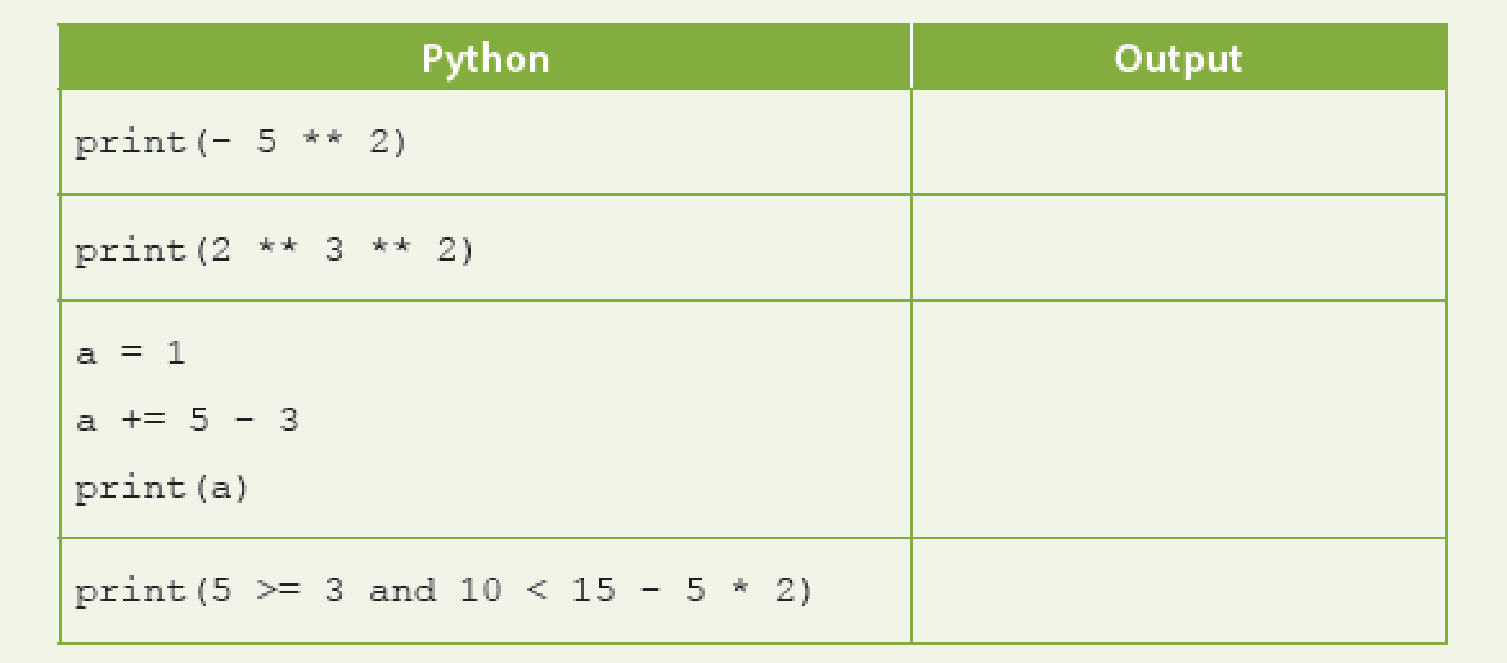 Python Output
print(- 5 ** 2)
print(2 ** 3 ** 2)
a = 1
a += 5 - 3
print(a)
print(5 >= 3 and 10 < 15 - 5 * 2)